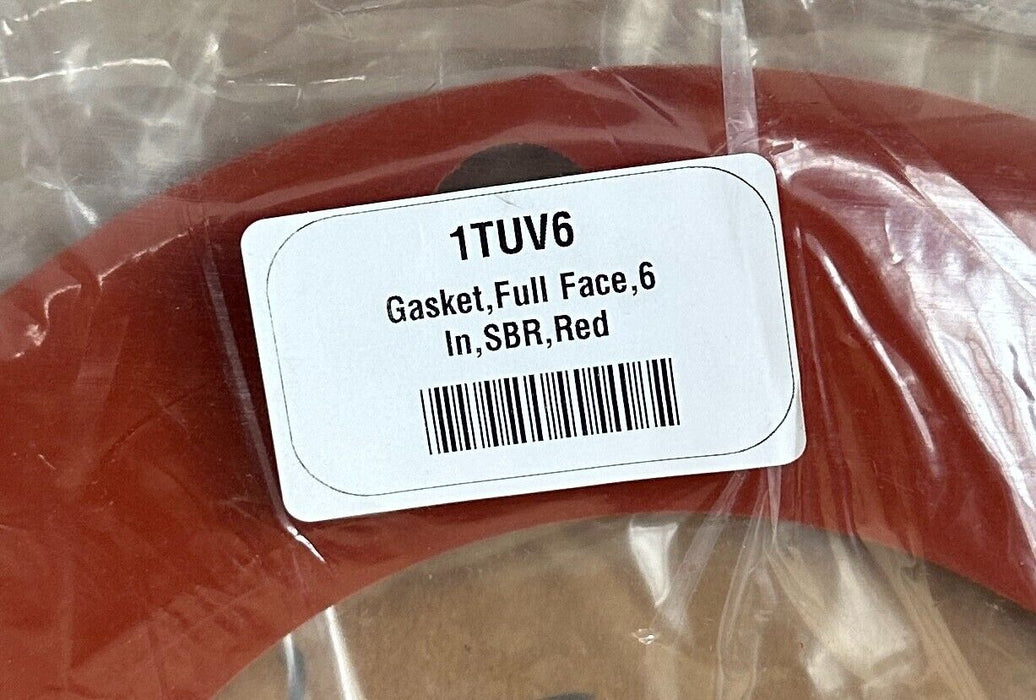 1TUV6
Gasket,Full Face,6
In,SBR,Red